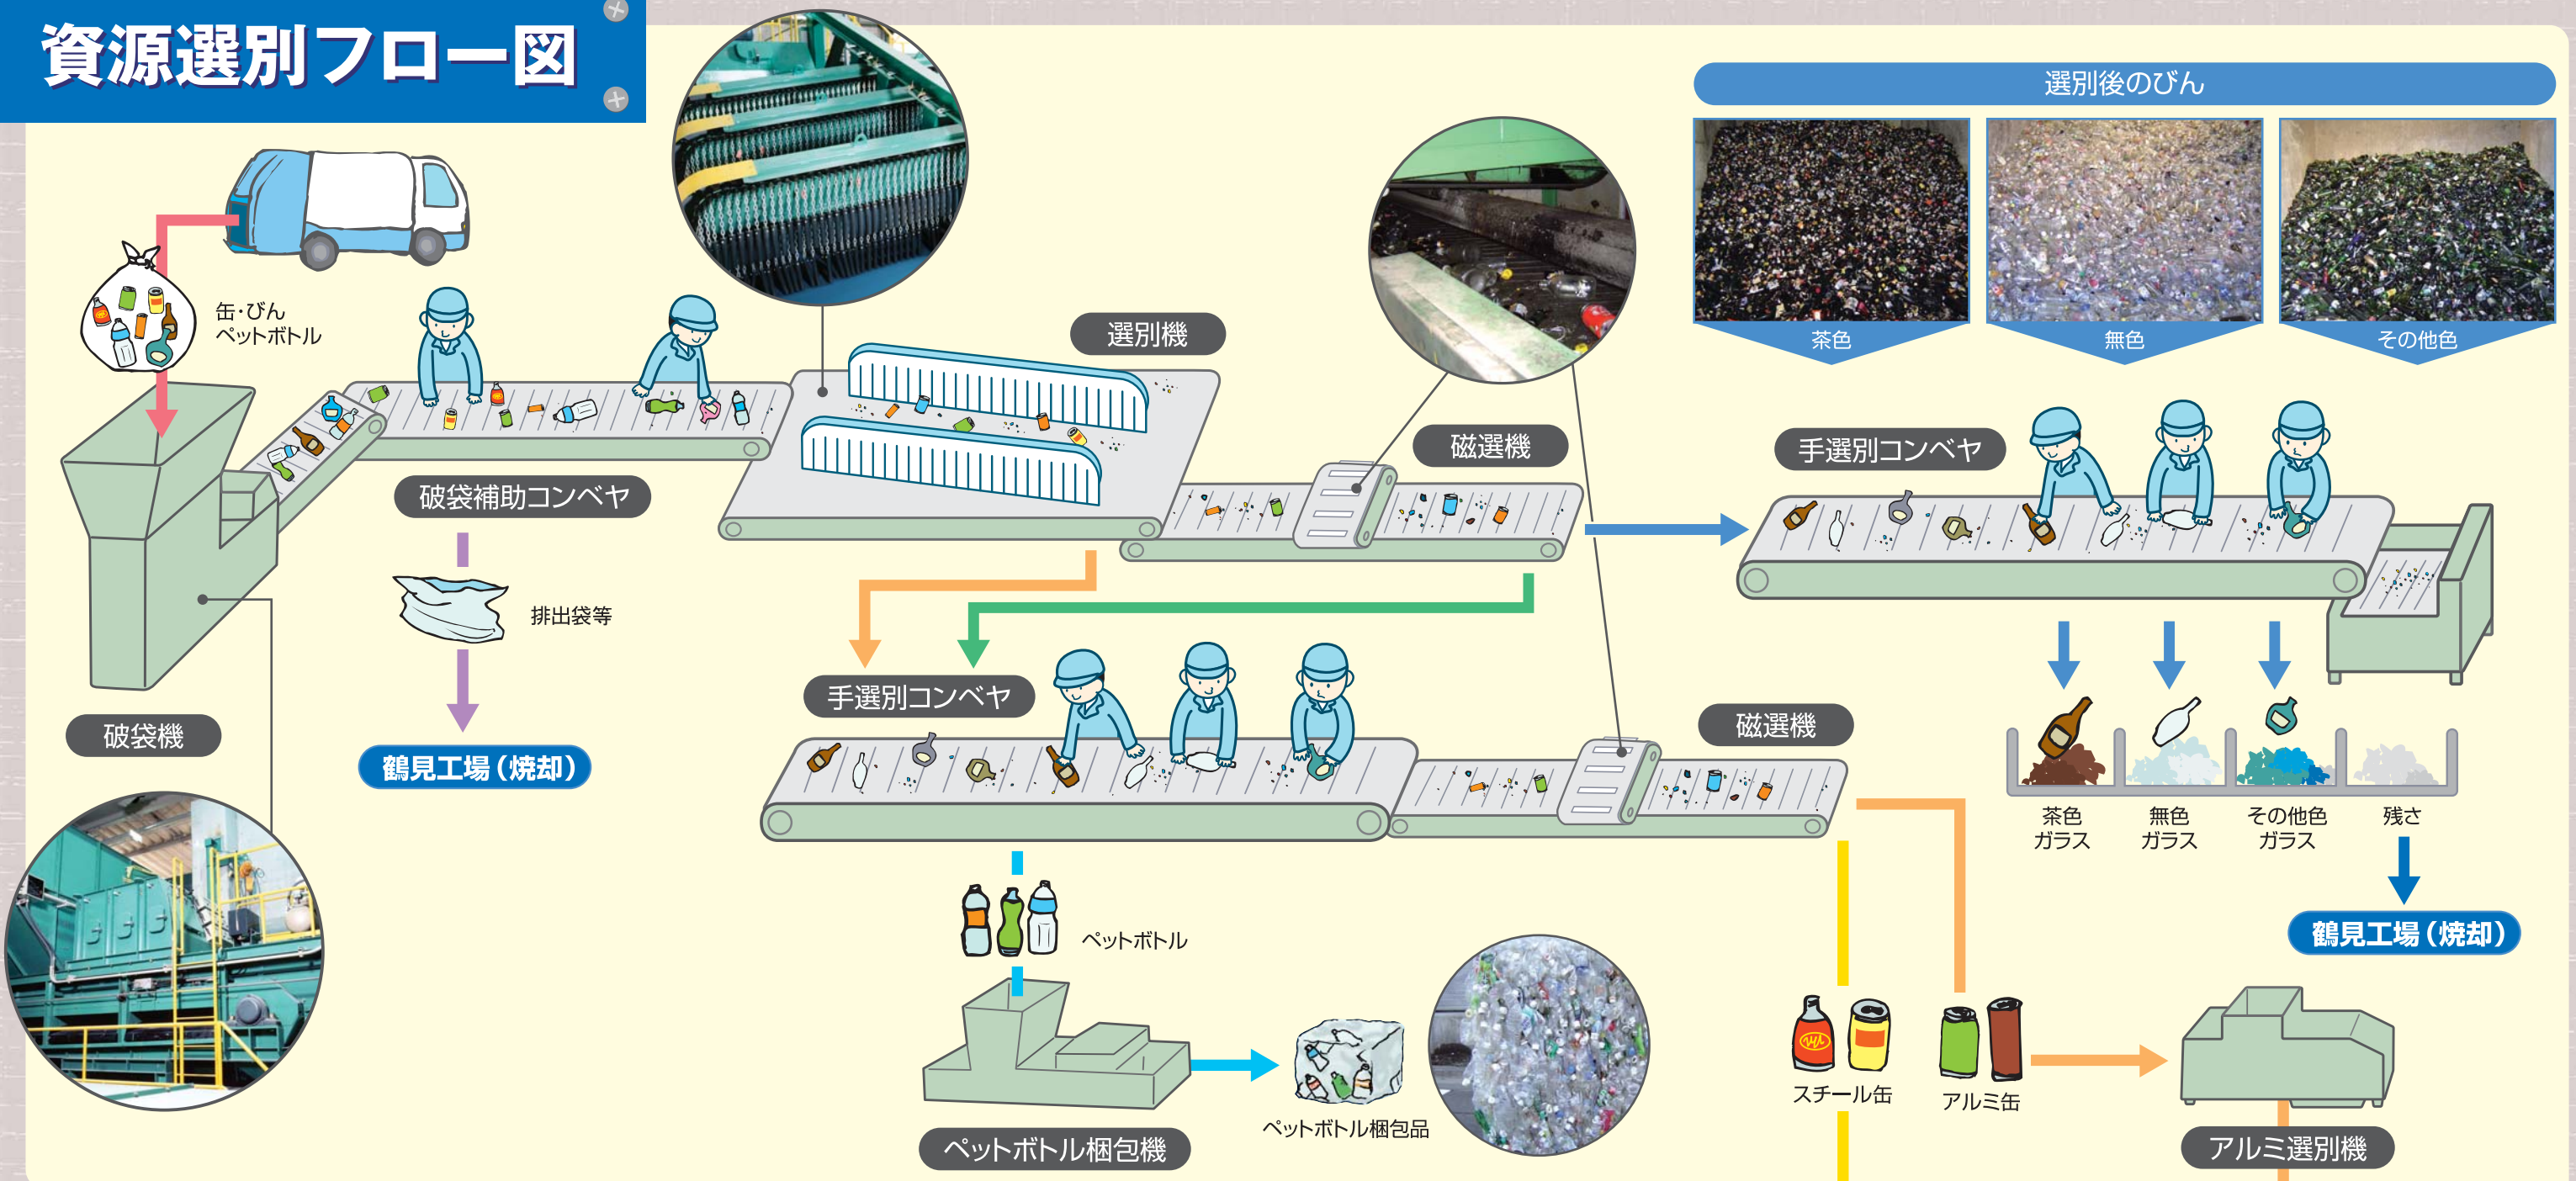 資源選別フロー図
選別後のびん
茶色
無色
その他色
缶・びん
ペットボトル
選別機
磁選機
手選別コンベヤ
破袋補助コンベヤ
排出袋等
破袋機
鶴見工場（焼却）
手選別コンベヤ
磁選機
茶色
ガラス
無色
ガラス
その他色
ガラス
残さ
鶴見工場（焼却）
ペットボトル
ペットボトル梱包機
ペットボトル梱包品
スチール缶
アルミ缶
アルミ選別機